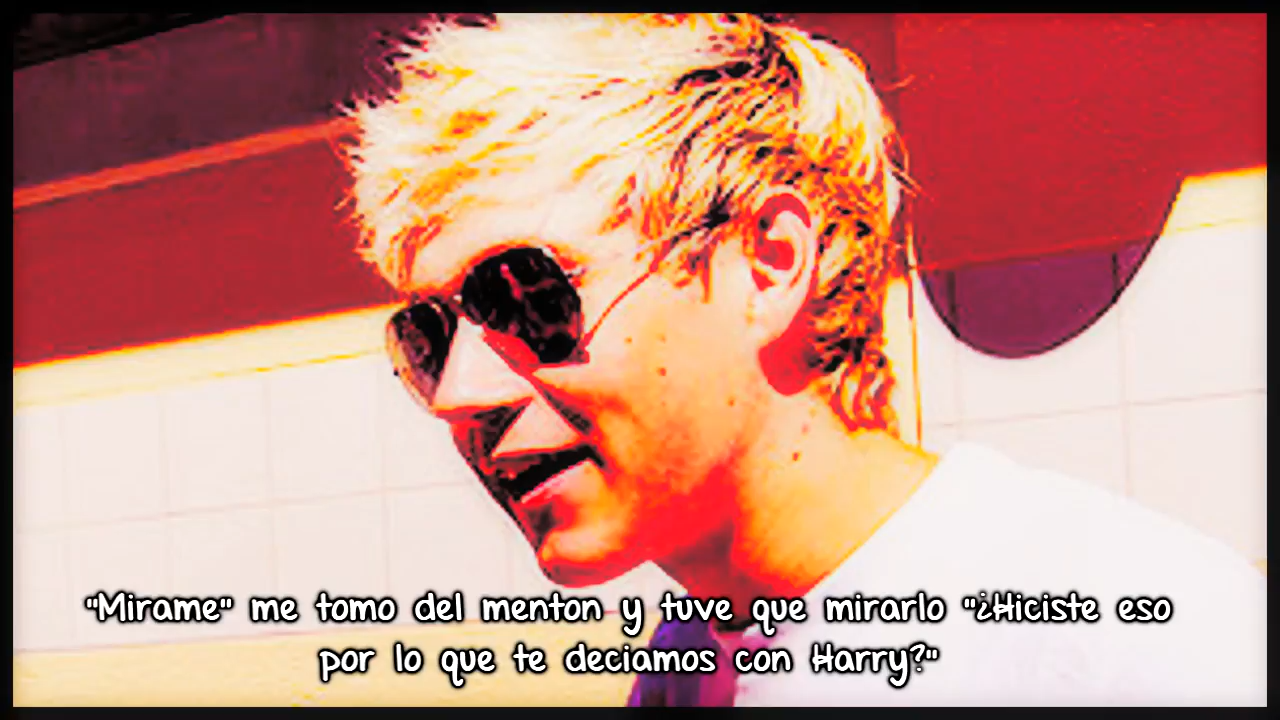 "Mirame" me tomo del menton y tuve que mirarlo "¿Hiciste eso
por lo que te deciamos con Harry?"